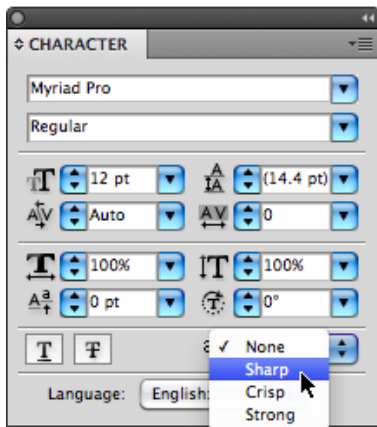 CHARACTER
Myriad Pro
Regular
12 pt (14.4 pt)
Auto 0
100% 100%
0 pt 0°
✓ None
Sharp
Language: English: Crisp
Strong